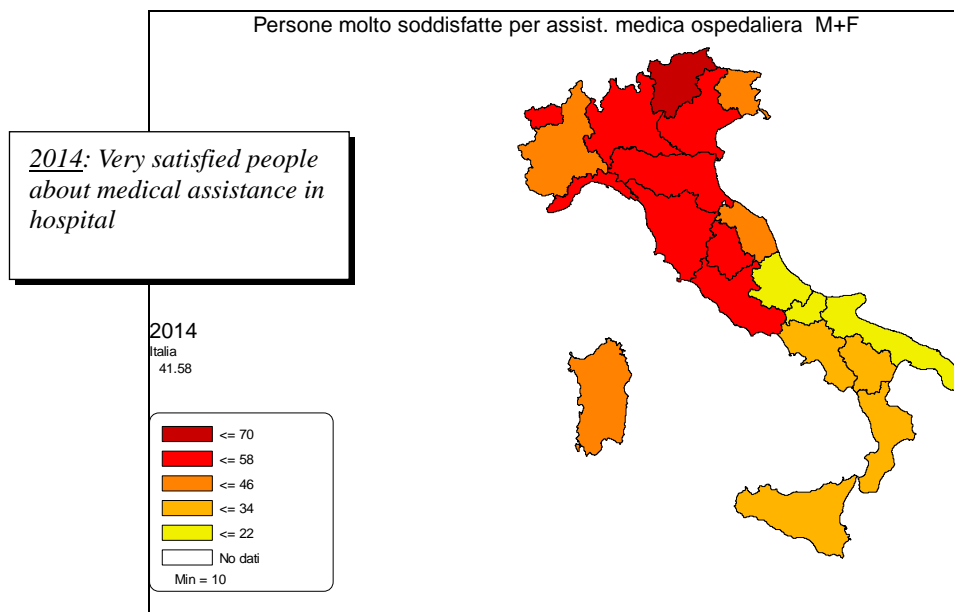 Persone molto soddisfatte per assist. medica ospedaliera M+F
2014: Very satisfied people
about medical assistance in
hospital
2014
Italia
41.58
<= 70
<= 58
<= 46
<= 34
<= 22
No dati
Min = 10